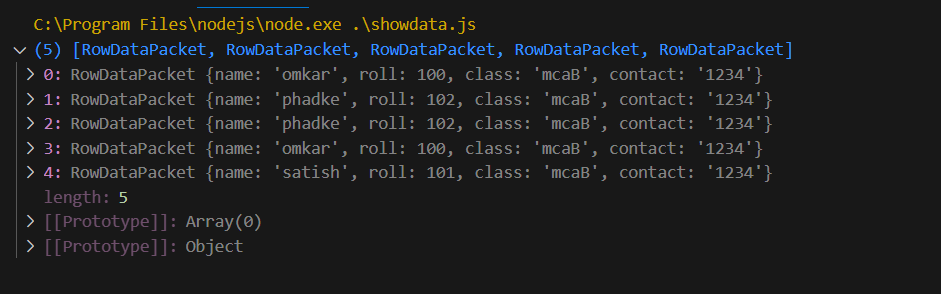 C:\Program Files\nodejs\node.exe .\showdata.js
(5) [RowDataPacket, RowDataPacket, RowDataPacket, RowDataPacket, RowDataPacket]
0: RowDataPacket {name: 'omkar', roll: 100, class: 'mcaB', contact: '1234'}
1: RowDataPacket {name: 'phadke', roll: 102, class: 'mcaB', contact: '1234'}
2: RowDataPacket {name: 'phadke', roll: 102, class: 'mcaB', contact: '1234'}
3: RowDataPacket {name: 'omkar', roll: 100, class: 'mcaB', contact: '1234'}
4: RowDataPacket {name: 'satish', roll: 101, class: 'mcaB', contact: '1234'}
length: 5
[[Prototype]]: Array(0)
[[Prototype]]: Object